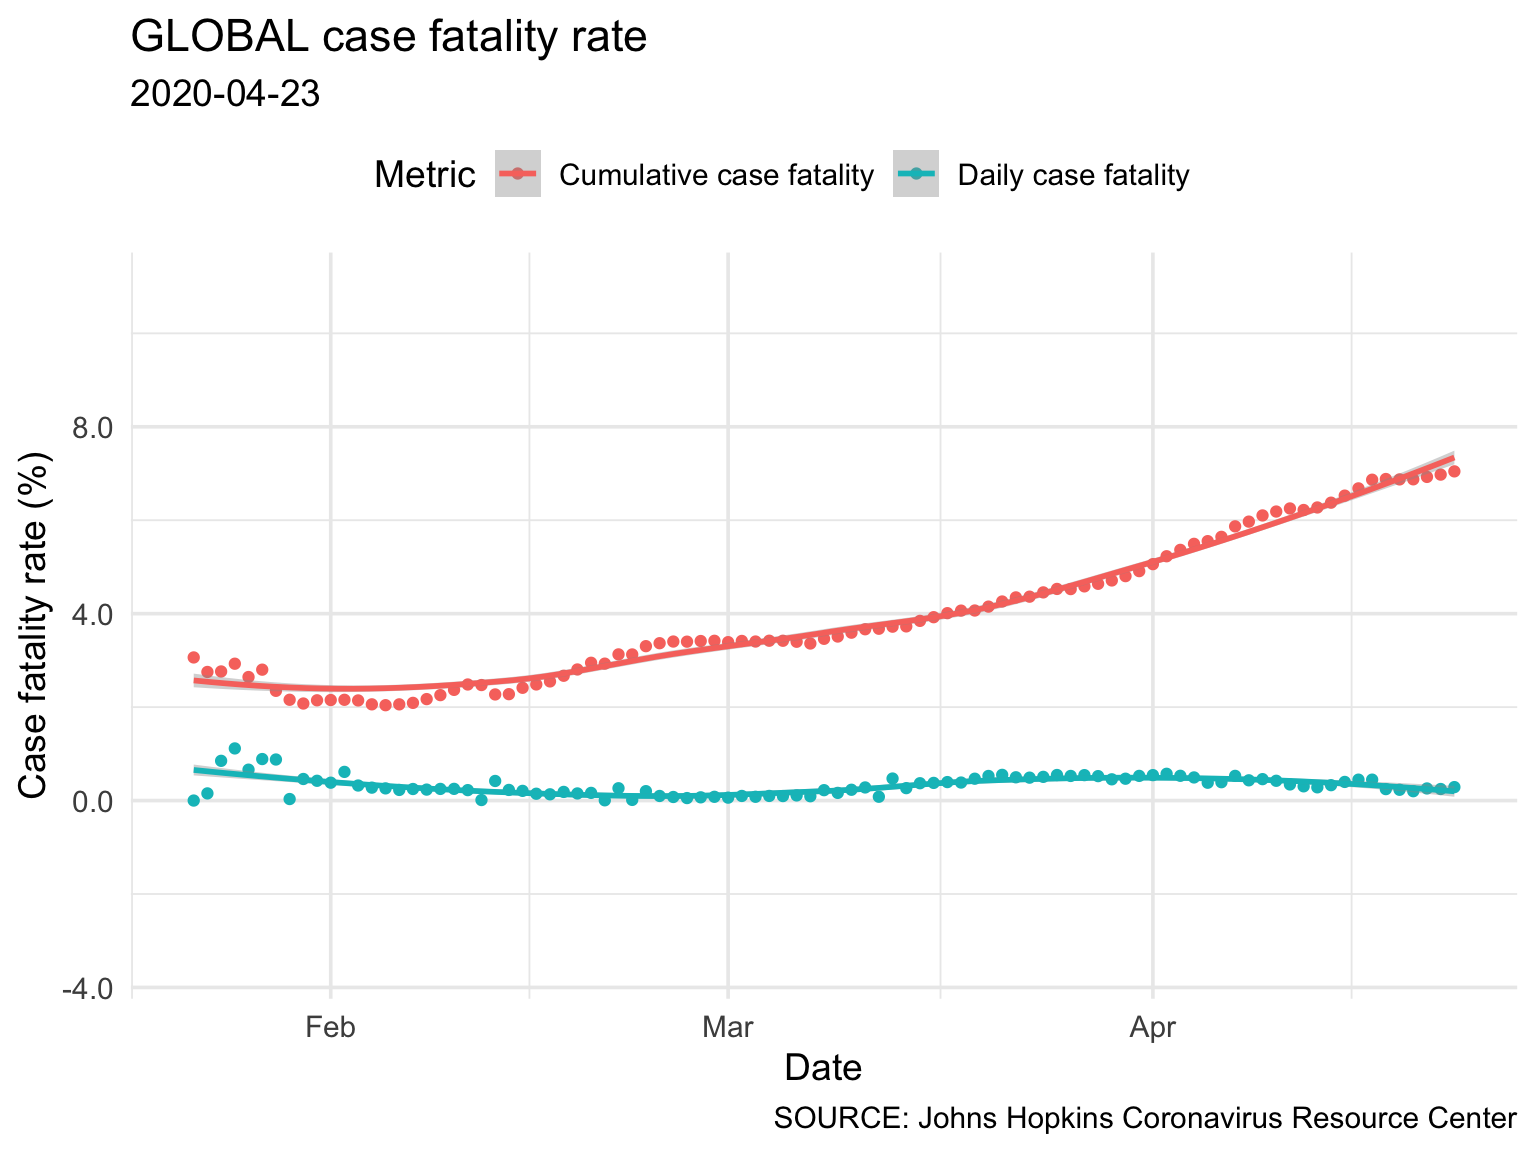 GLOBAL case fatality rate
2020-04-23
Metric Cumulative case fatality Daily case fatality
Case fatality rate (%)
8.0
4.0
0.0
-4.0
Feb Mar Apr
Date
SOURCE: Johns Hopkins Coronavirus Resource Center